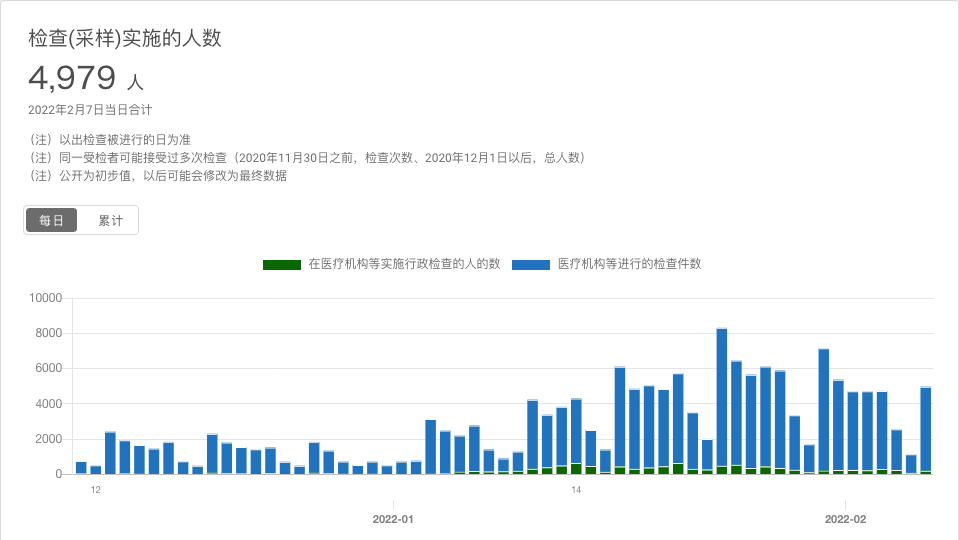 检查(采样)实施的人数
4,979 人
2022年2月7日当日合计
（注）以出检查被进行的日为准
（注）同一受检者可能接受过多次检查（2020年11月30日之前，检查次数、2020年12月1日以后，总人数）
（注）公开为初步值，以后可能会修改为最终数据
每日 累计
在医疗机构等实施行政检查的人的数 医疗机构等进行的检查件数
10000
8000
6000
4000
2000
0
12 14
2022-01 2022-02